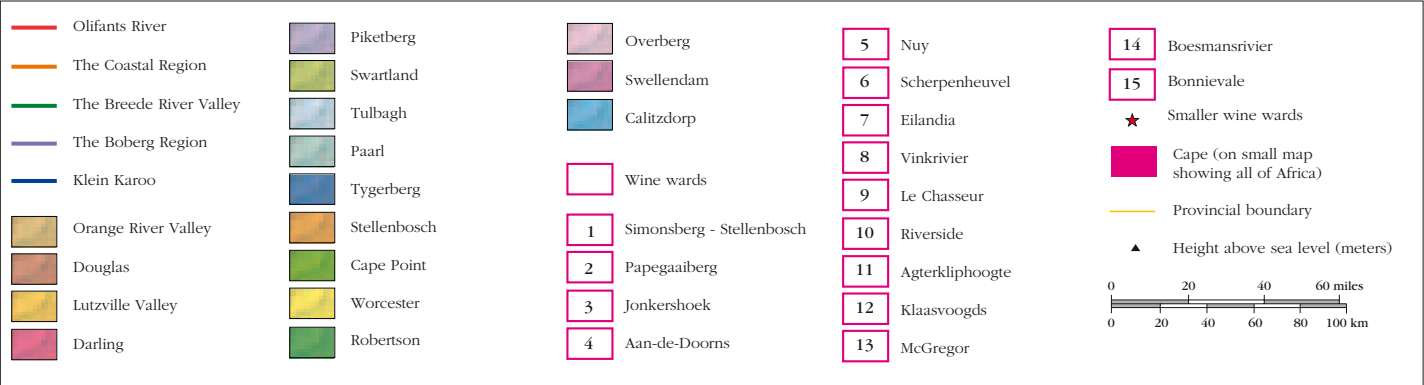 Olifants River
The Coastal Region
The Breede River Valley
The Boberg Region
Klein Karoo
Orange River Valley
Douglas
Lutzville Valley
Darling
Piketberg
Swartland
Tulbagh
Paarl
Tygerberg
Stellenbosch
Cape Point
Worcester
Robertson
Overberg
Swellendam
Calitzdorp
Wine wards
1 Simonsberg - Stellenbosch
2 Papegaaiberg
3 Jonkershoek
4 Aan-de-Doorns
5 Nuy
6 Scherpenheuvel
7 Eilandia
8 Vinkrivier
9 Le Chasseur
10 Riverside
11 Agterkliphoogte
12 Klaasvoogds
13 McGregor
14 Boesmansrivier
15 Bonnievale
Smaller wine wards
Cape (on small map
showing all of Africa)
Provincial boundary
Height above sea level (meters)
0 20 40 60 miles
0 20 40 60 80 100 km